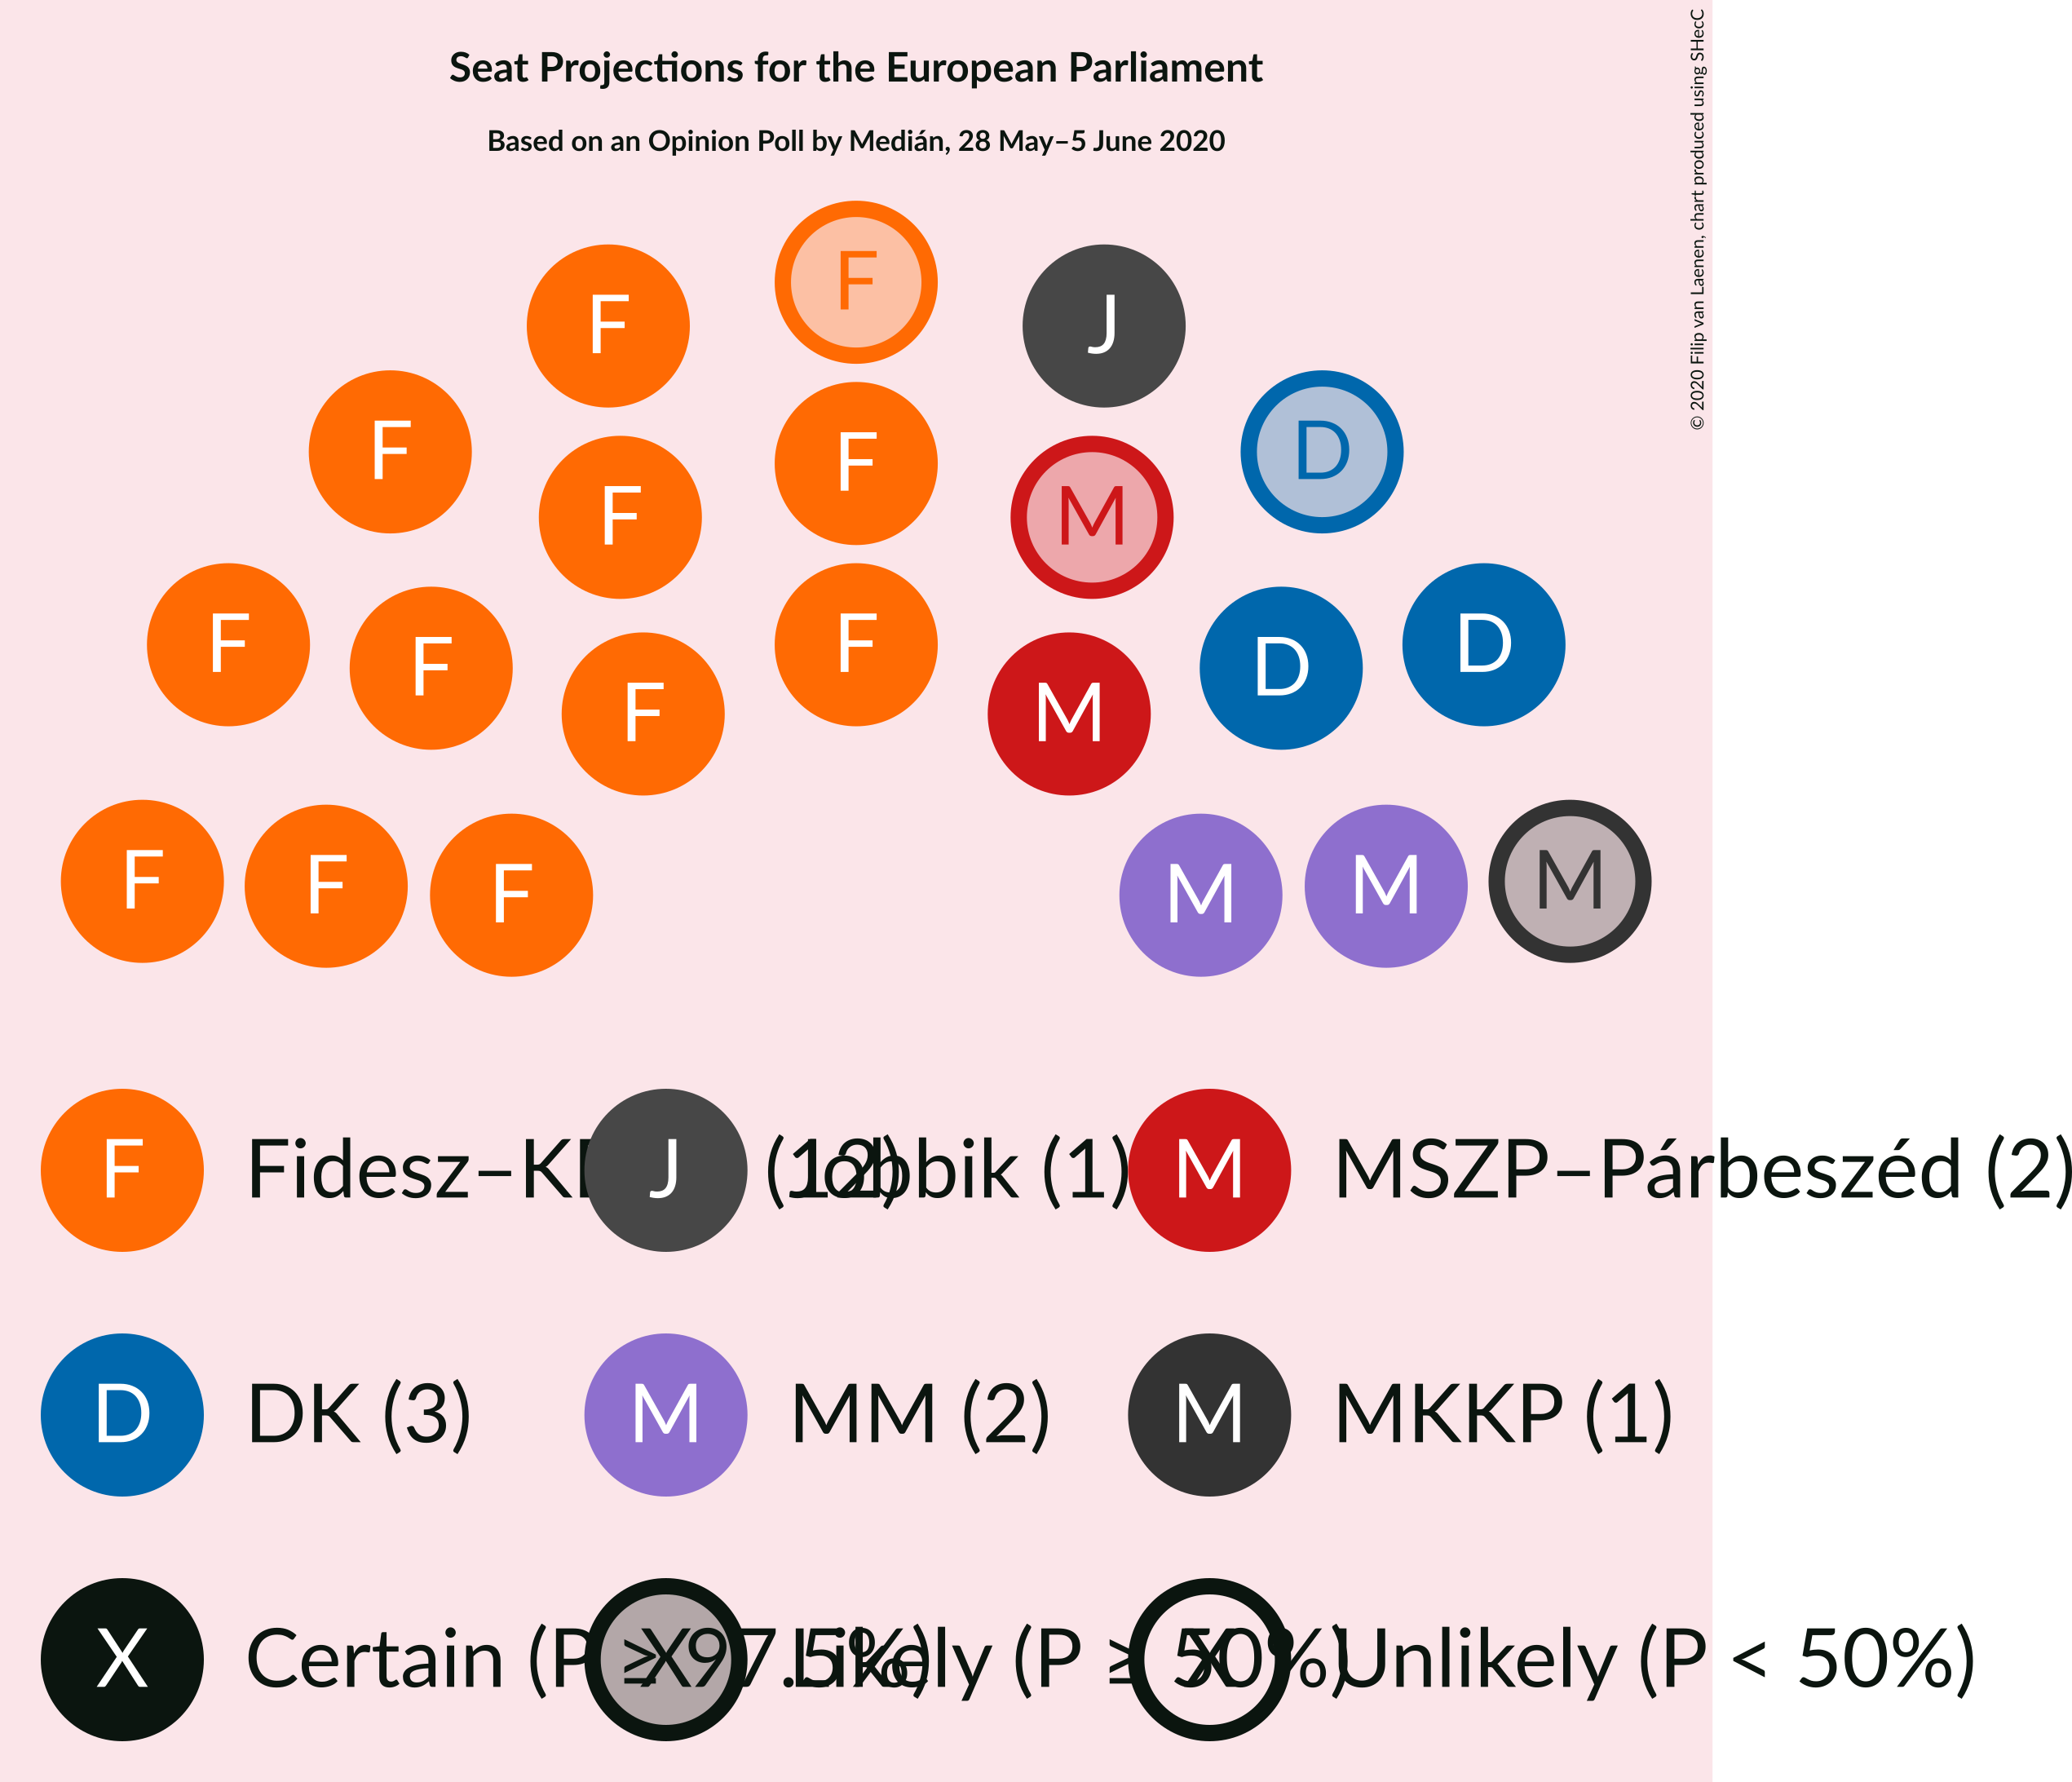 Seat Projections for the European Parliament
Based on an Opinion Poll by Medián, 28 May–5 June 2020
© 2020 Filip van Laenen, chart produced using SHecC
F
F J
F D
F M
F
F D
F D
F
F M
F M
F M
F M
F Fidesz–K J (12) Jobbik (1) M MSZP–Párbeszéd (2)
D DK (3) M MM (2) M MKKP (1)
X Certain (P ≥ 97.5%) X Likely (P ≥ 50%) X Unlikely (P < 50%)